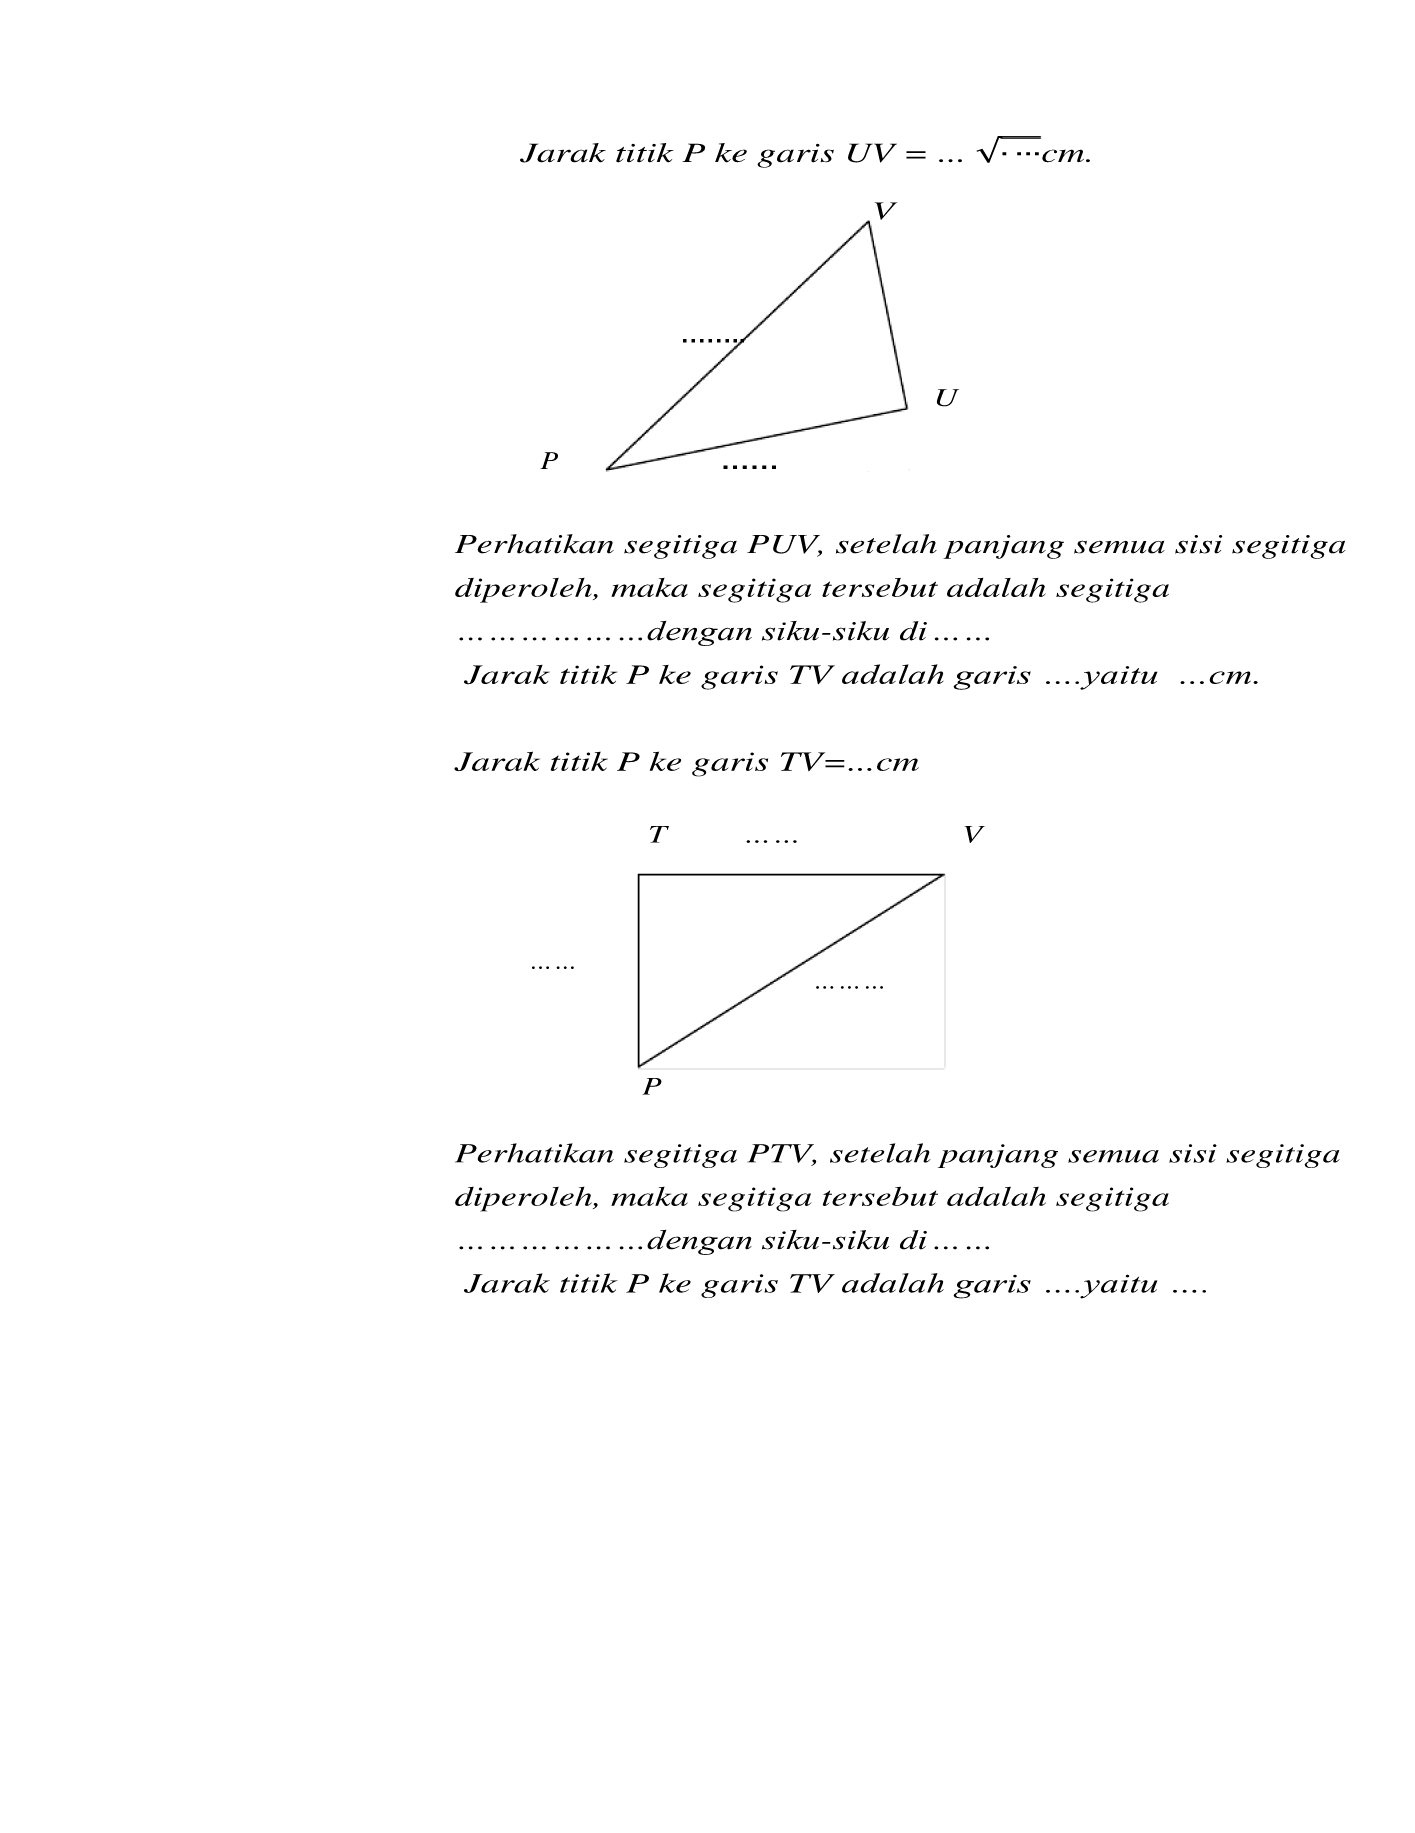 Jarak titik P ke garis UV = ... √. ...cm.
V
........
U
P
......
Perhatikan segitiga PUV, setelah panjang semua sisi segitiga
diperoleh, maka segitiga tersebut adalah segitiga
………………dengan siku-siku di……
Jarak titik P ke garis TV adalah garis ….yaitu …cm.
Jarak titik P ke garis TV=…cm
T …… V
……
………
P
Perhatikan segitiga PTV, setelah panjang semua sisi segitiga
diperoleh, maka segitiga tersebut adalah segitiga
………………dengan siku-siku di……
Jarak titik P ke garis TV adalah garis ….yaitu ….